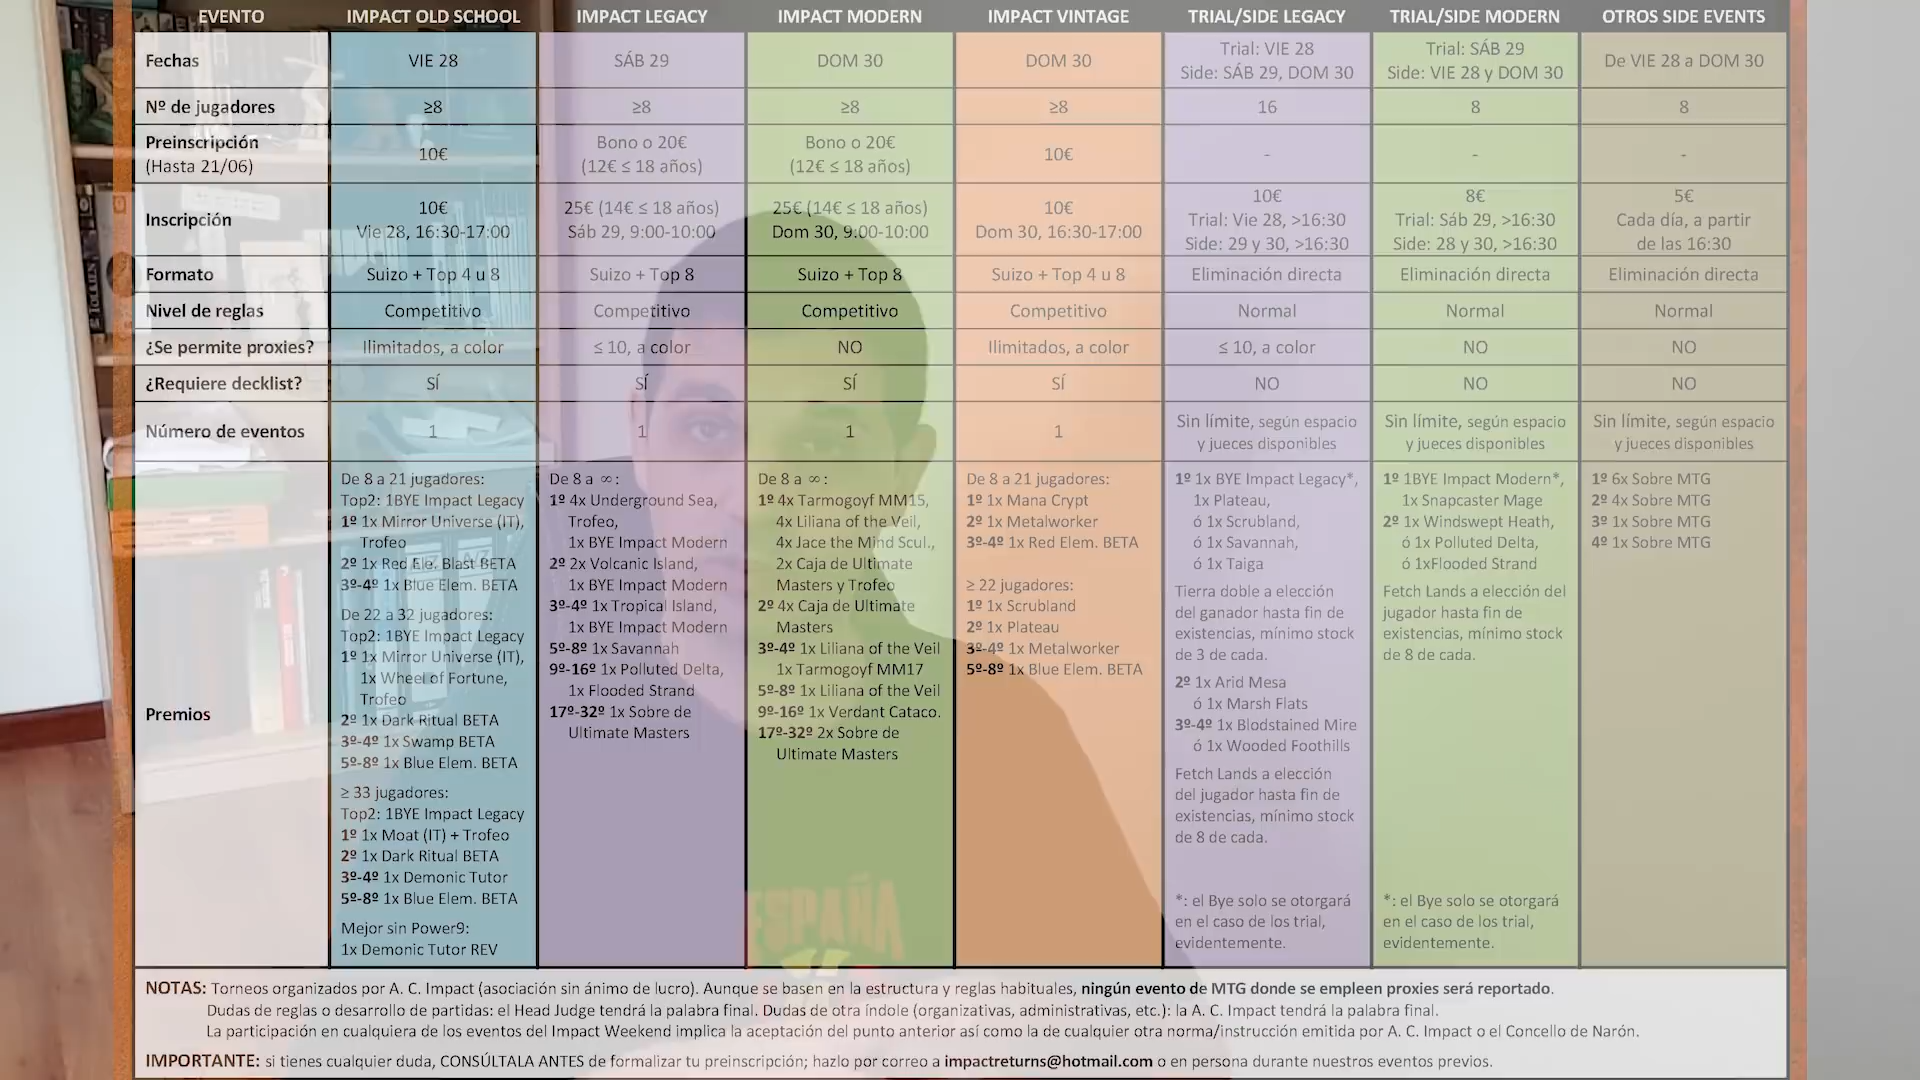 EVENTO IMPACT OLD SCHOOL IMPACT LEGACY IMPACT MODERN IMPACT VINTAGE TRIAL/SIDE LEGACY TRIAL/SIDE MODERN OTROS SIDE EVENTS
Fechas
VIE 28
SÁB 29
DOM 30
DOM 30
Trial: VIE 28
Side: SÁB 29, DOM 30
Trial: SÁB 29
Side: VIE 28 y DOM 30
De VIE 28 a DOM 30
Nº de jugadores
≥8
≥8
≥8
≥8
16
8
8
Preinscripción
(Hasta 21/06)
10€
Bono o 20€
(12€ ≤ 18 años)
Bono o 20€
(12€ ≤ 18 años)
10€
-
-
-
Inscripción
10€
Vie 28, 16:30-17:00
25€ (14€ ≤ 18 años)
Sáb 29, 9:00-10:00
25€ (14€ ≤ 18 años)
Dom 30, 9:00-10:00
10€
Dom 30, 16:30-17:00
10€
Trial: Vie 28, >16:30
Side: 29 y 30, >16:30
8€
Trial: Sáb 29, >16:30
Side: 28 y 30, >16:30
5€
Cada día, a partir
de las 16:30
Formato
Suizo + Top 4 u 8
Suizo + Top 8
Suizo + Top 8
Suizo + Top 4 u 8
Eliminación directa
Eliminación directa
Eliminación directa
Nivel de reglas
Competitivo
Competitivo
Competitivo
Competitivo
Normal
Normal
Normal
¿Se permite proxies?
Ilimitados, a color
≤ 10, a color
NO
Ilimitados, a color
≤ 10, a color
NO
NO
¿Requiere decklist?
SÍ
SÍ
SÍ
SÍ
NO
NO
NO
Número de eventos
1
1
1
1
Sin límite, según espacio
y jueces disponibles
Sin límite, según espacio
y jueces disponibles
Sin límite, según espacio
y jueces disponibles
Premios
De 8 a 21 jugadores:
Top2: 1BYE Impact Legacy
1º 1x Mirror Universe (IT),
Trofeo
2º 1x Red Ele. Blast BETA
3º-4º 1x Blue Elem. BETA
De 22 a 32 jugadores:
Top2: 1BYE Impact Legacy
1º 1x Mirror Universe (IT),
1x Wheel of Fortune,
Trofeo
2º 1x Dark Ritual BETA
3º-4º 1x Swamp BETA
5º-8º 1x Blue Elem. BETA
≥ 33 jugadores:
Top2: 1BYE Impact Legacy
1º 1x Moat (IT) + Trofeo
2º 1x Dark Ritual BETA
3º-4º 1x Demonic Tutor
5º-8º 1x Blue Elem. BETA
Mejor sin Power9:
1x Demonic Tutor REV
De 8 a ∞ :
1º 4x Underground Sea,
Trofeo,
1x BYE Impact Modern
2º 2x Volcanic Island,
1x BYE Impact Modern
3º-4º 1x Tropical Island,
1x BYE Impact Modern
5º-8º 1x Savannah
9º-16º 1x Polluted Delta,
1x Flooded Strand
17º-32º 1x Sobre de
Ultimate Masters
De 8 a ∞ :
1º 4x Tarmogoyf MM15,
4x Liliana of the Veil,
4x Jace the Mind Scul.,
2x Caja de Ultimate
Masters y Trofeo
2º 4x Caja de Ultimate
Masters
3º-4º 1x Liliana of the Veil
1x Tarmogoyf MM17
5º-8º 1x Liliana of the Veil
9º-16º 1x Verdant Cataco.
17º-32º 2x Sobre de
Ultimate Masters
De 8 a 21 jugadores:
1º 1x Mana Crypt
2º 1x Metalworker
3º-4º 1x Red Elem. BETA
≥ 22 jugadores:
1º 1x Scrubland
2º 1x Plateau
3º-4º 1x Metalworker
5º-8º 1x Blue Elem. BETA
1º 1x BYE Impact Legacy*,
1x Plateau,
ó 1x Scrubland,
ó 1x Savannah,
ó 1x Taiga
Tierra doble a elección
del ganador hasta fin de
existencias, mínimo stock
de 3 de cada.
2º 1x Arid Mesa
ó 1x Marsh Flats
3º-4º 1x Blodstained Mire
ó 1x Wooded Foothills
Fetch Lands a elección
del jugador hasta fin de
existencias, mínimo stock
de 8 de cada.
*: el Bye solo se otorgará
en el caso de los trial,
evidentemente.
1º 1BYE Impact Modern*,
1x Snapcaster Mage
2º 1x Windswept Heath,
ó 1x Polluted Delta,
ó 1xFlooded Strand
Fetch Lands a elección del
jugador hasta fin de
existencias, mínimo stock
de 8 de cada.
*: el Bye solo se otorgará
en el caso de los trial,
evidentemente.
1º 6x Sobre MTG
2º 4x Sobre MTG
3º 1x Sobre MTG
4º 1x Sobre MTG
ESPAÑA
NOTAS: Torneos organizados por A. C. Impact (asociación sin ánimo de lucro). Aunque se basen en la estructura y reglas habituales, ningún evento de MTG donde se empleen proxies será reportado.
Dudas de reglas o desarrollo de partidas: el Head Judge tendrá la palabra final. Dudas de otra índole (organizativas, administrativas, etc.): la A. C. Impact tendrá la palabra final.
La participación en cualquiera de los eventos del Impact Weekend implica la aceptación del punto anterior así como la de cualquier otra norma/instrucción emitida por A. C. Impact o el Concello de Narón.
IMPORTANTE: si tienes cualquier duda, CONSÚLTALA ANTES de formalizar tu preinscripción; hazlo por correo a impactreturns@hotmail.com o en persona durante nuestros eventos previos.